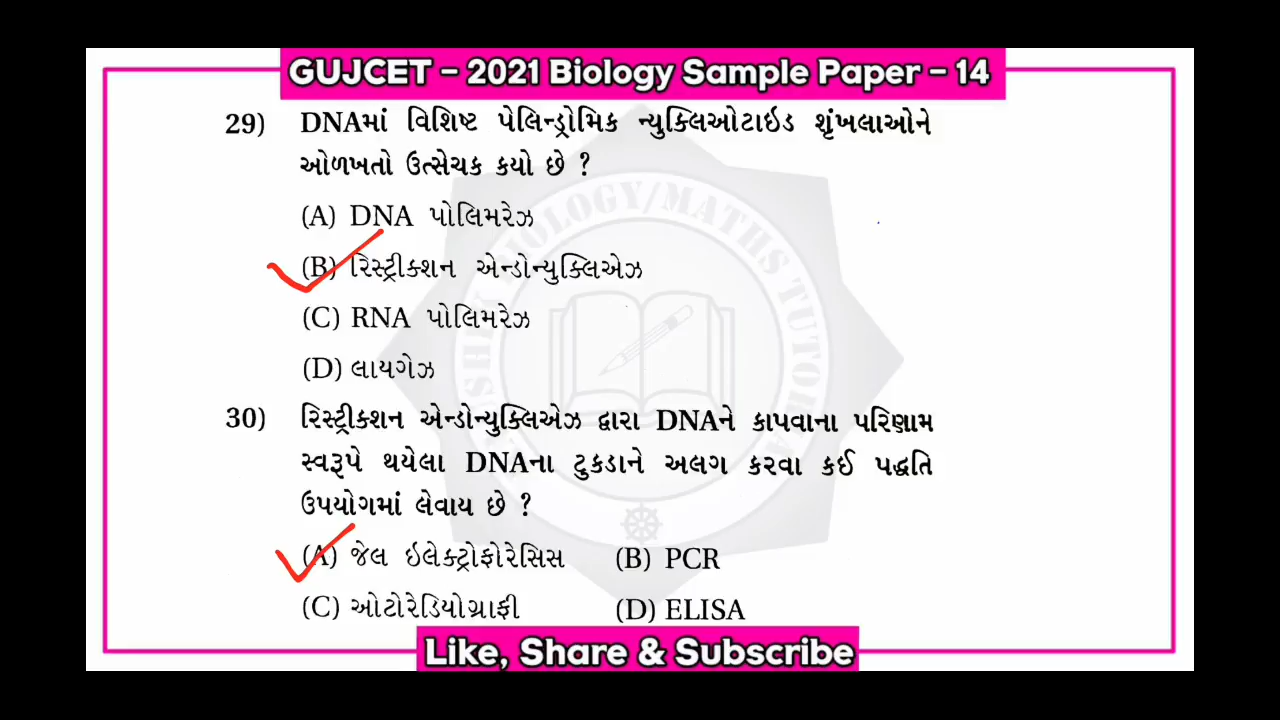 GUJCET – 2021 Biology Sample Paper – 14
29) DNAમાં વિશિષ્ટ પેલિન્ડ્રોમિક ન્યુક્લિઓટાઇડ શૃંખલાઓને
ઓળખતો ઉત્સેચક કયો છે ?
(A) DNA પોલિમરેઝ
(B) રિસ્ટ્રીક્શન એન્ડોન્યુક્લિએઝ
(C) RNA પોલિમરેઝ
(D) લાયગેઝ
30) રિસ્ટ્રીક્શન એન્ડોન્યુક્લિએઝ દ્વારા DNAને કાપવાના પરિણામ
સ્વરૂપે થયેલા DNAના ટુકડાને અલગ કરવા કઈ પદ્ધતિ
ઉપયોગમાં લેવાય છે ?
(A) જેલ ઇલેક્ટ્રોફોરેસિસ (B) PCR
(C) ઓટોરેડિયોગ્રાફી (D) ELISA
Like, Share & Subscribe